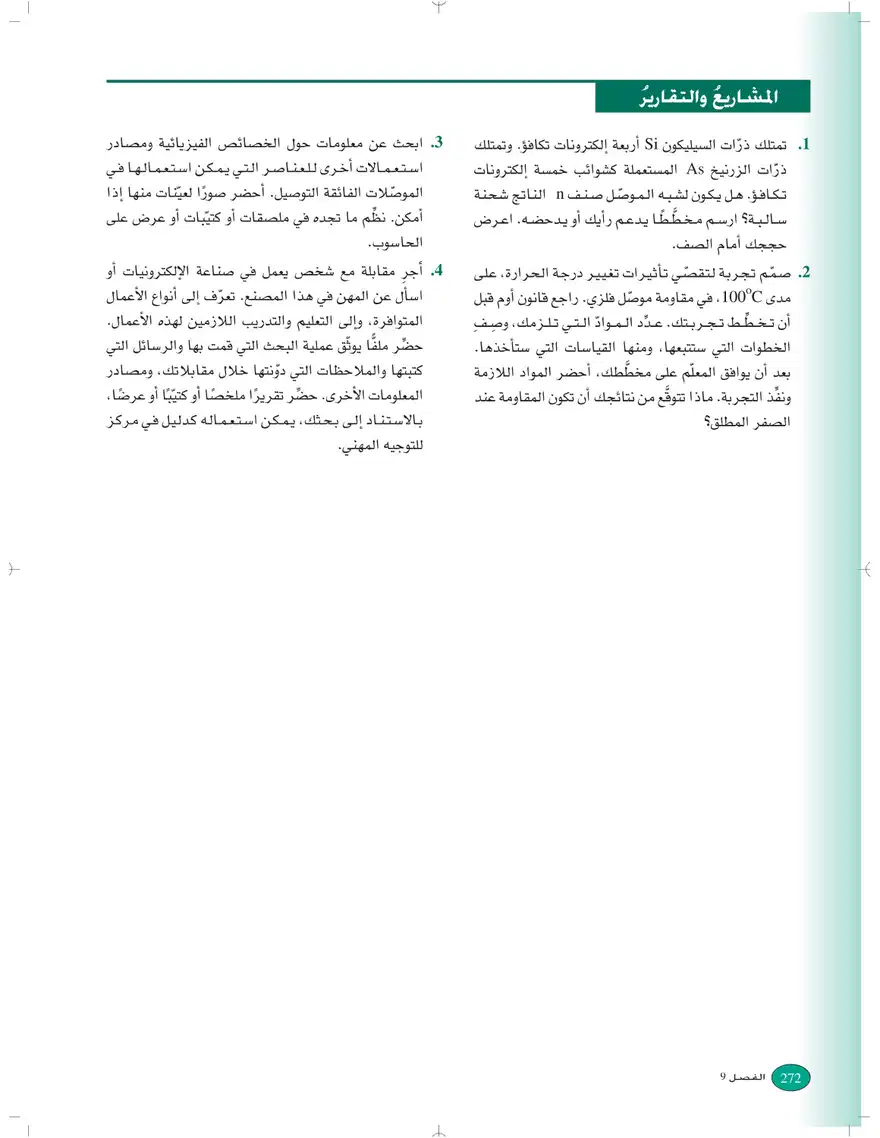 المشاريعُ والتقاريرُ
1. تمتلك ذرّات السيليكون Si أربعة إلكترونات تكافؤ. وتمتلك
ذرّات الزرنيخ As المستعملة كشوائب خمسة إلكترونات
تكافؤ. هل يكون لشبه الموصّل صنف n الناتج شحنة
سالبة؟ ارسم مخطَّطًا يدعم رأيك أو يدحضه، اعرض
حججك أمام الصف.
2. صمّم تجربة لتقصّي تأثيرات تغيير درجة الحرارة، على
مدى 100°C، في مقاومة موصّل فلزي. راجع قانون أوم قبل
أن تخطِّط تجربتك. عدِّد الموادّ التي تلزمك، وصِفِ
الخطوات التي ستتبعها، ومنها القياسات التي ستأخذها.
بعد أن يوافق المعلّم على مخطَّطك، أحضر المواد اللازمة
ونفِّذ التجربة. ماذا تتوقَّع من نتائجك أن تكون المقاومة عند
الصفر المطلق؟
3. ابحث عن معلومات حول الخصائص الفيزيائية ومصادر
استعمالات أخرى للعناصر التي يمكن استعمالها في
الموصّلات الفائقة التوصيل. أحضر صورًا لعيّنات منها إذا
أمكن. نظِّم ما تجده في ملصقات أو كتيّبات أو عرض على
الحاسوب.
4. أجرِ مقابلة مع شخص يعمل في صناعة الإلكترونيات أو
اسأل عن المهن في هذا المصنع. تعرّف إلى أنواع الأعمال
المتوافرة، وإلى التعليم والتدريب اللازمين لهذه الأعمال.
حضِّر ملفًّا يوثّق عملية البحث التي قمت بها والرسائل التي
كتبتها والملاحظات التي دوّنتها خلال مقابلاتك، ومصادر
المعلومات الأخرى. حضِّر تقريرًا ملخصًا أو كتيّبًا أو عرضًا،
بالاستناد إلى بحثك، يمكن استعماله كدليل في مركز
للتوجيه المهني.
272 الفصل 9